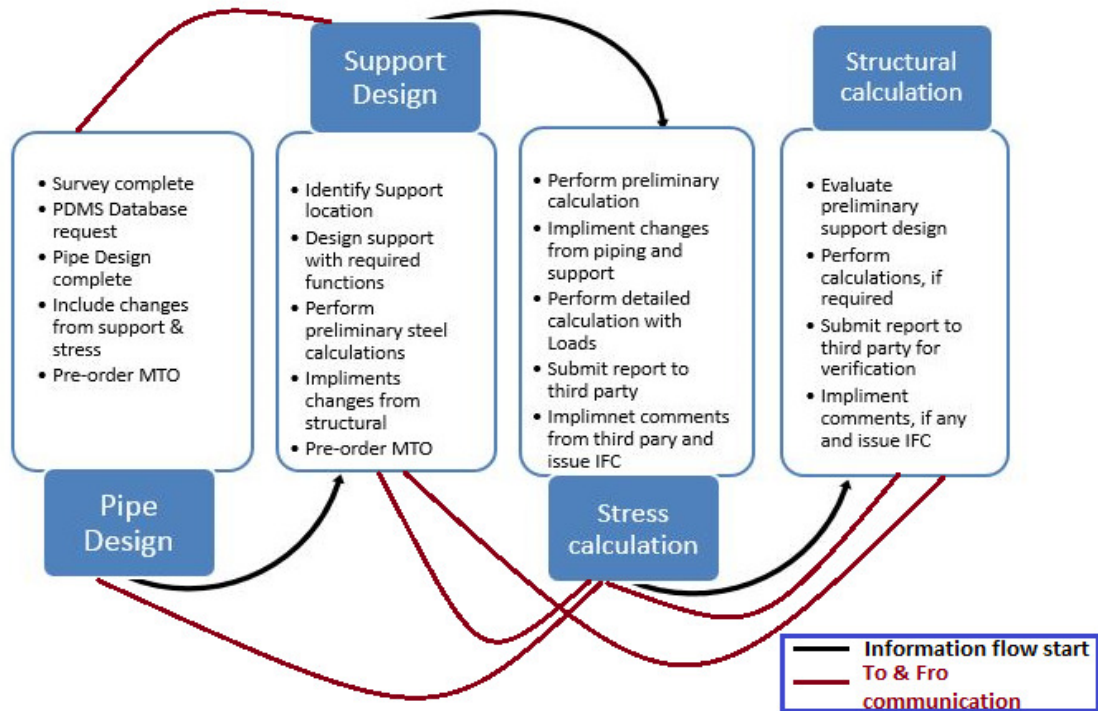 Support
Design
Structural
calculation
• Survey complete
• PDMS Database
request
• Pipe Design
complete
• Include changes
from support &
stress
• Pre-order MTO
• Identify Support
location
• Design support
with required
functions
• Perform
preliminary steel
calculations
• Impliments
changes from
structural
• Pre-order MTO
• Perform preliminary
calculation
• Impliment changes
from piping and
support
• Perform detailed
calculation with
Loads
• Submit report to
third party
• Implimnet comments
from third pary and
issue IFC
• Evaluate
preliminary
support design
• Perform
calculations, if
required
• Submit report to
third party for
verification
• Impliment
comments, if any
and issue IFC
Pipe
Design
Stress
calculation
Information flow start
To & Fro
communication